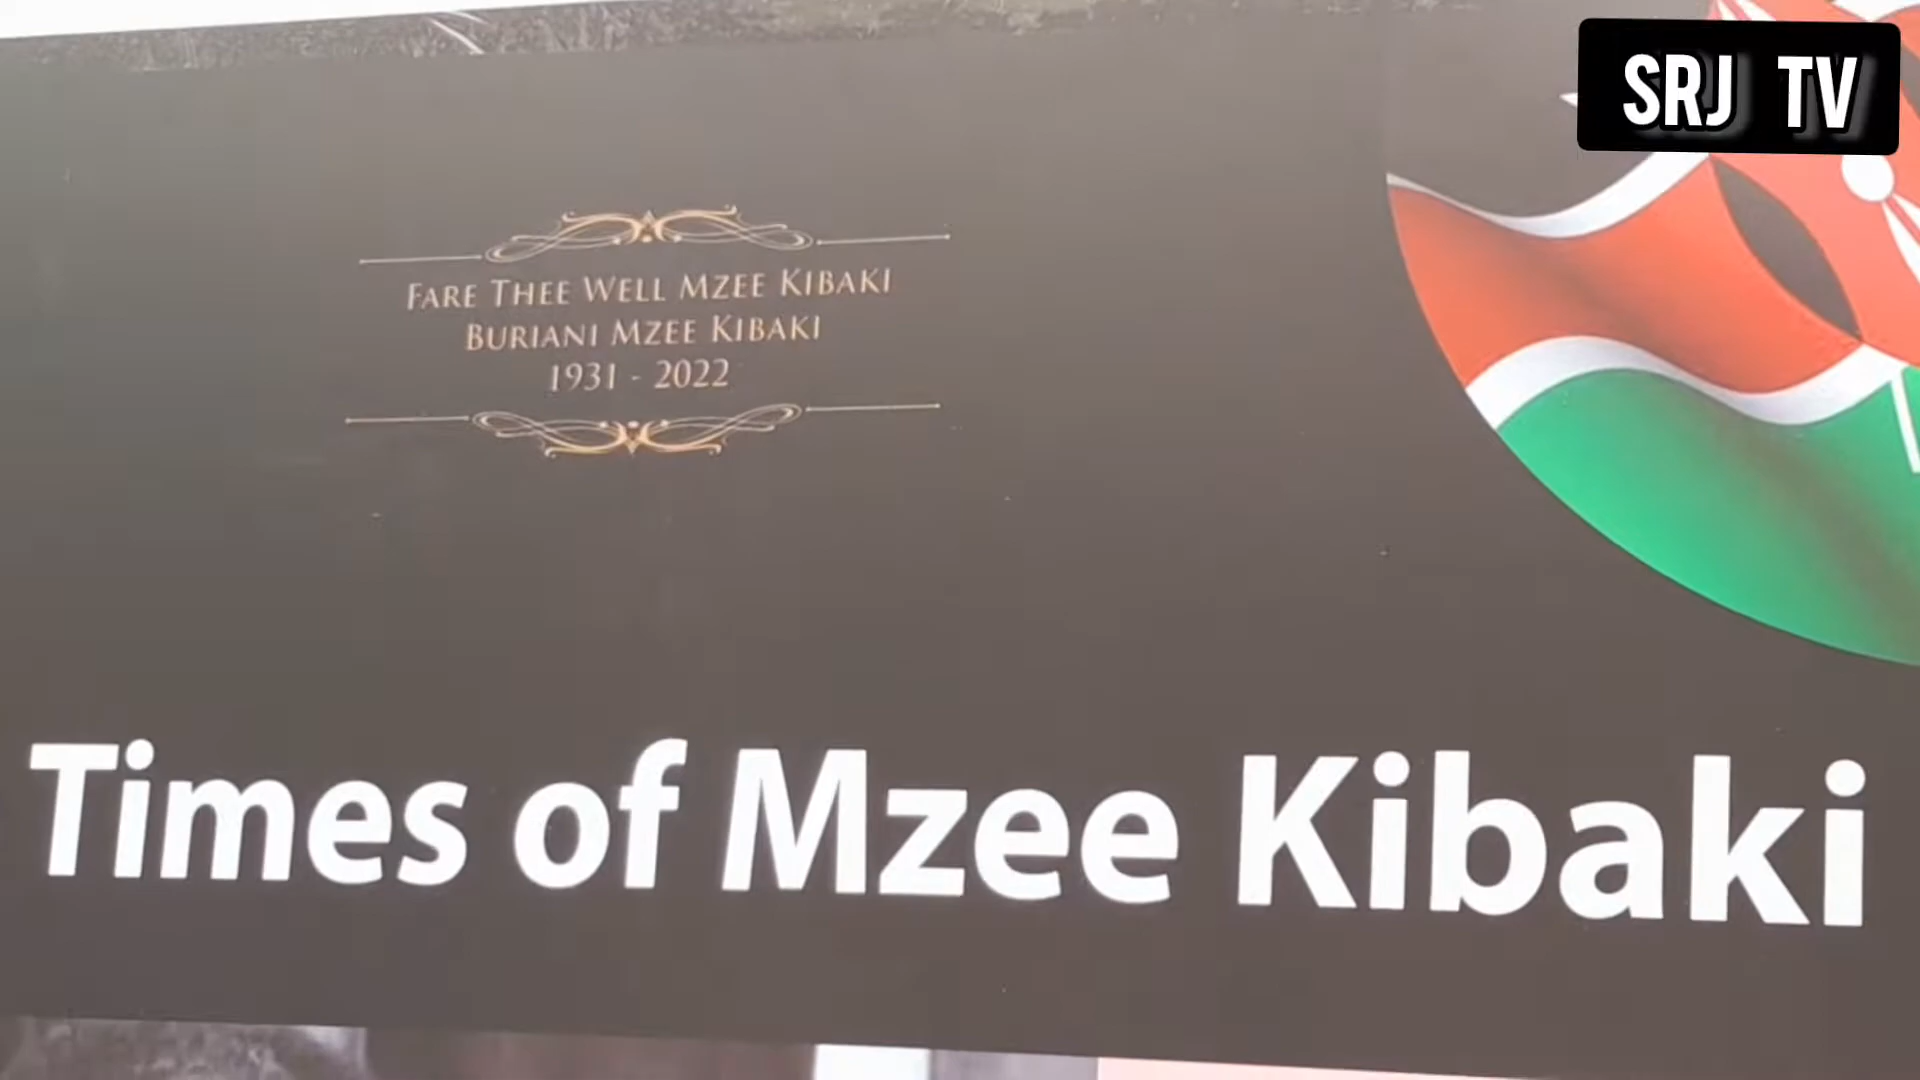 SRJ TV
FARE THEE WELL MZEE KIBAKI
BURIANI MZEE KIBAKI
1931 - 2022
Times of Mzee Kibaki